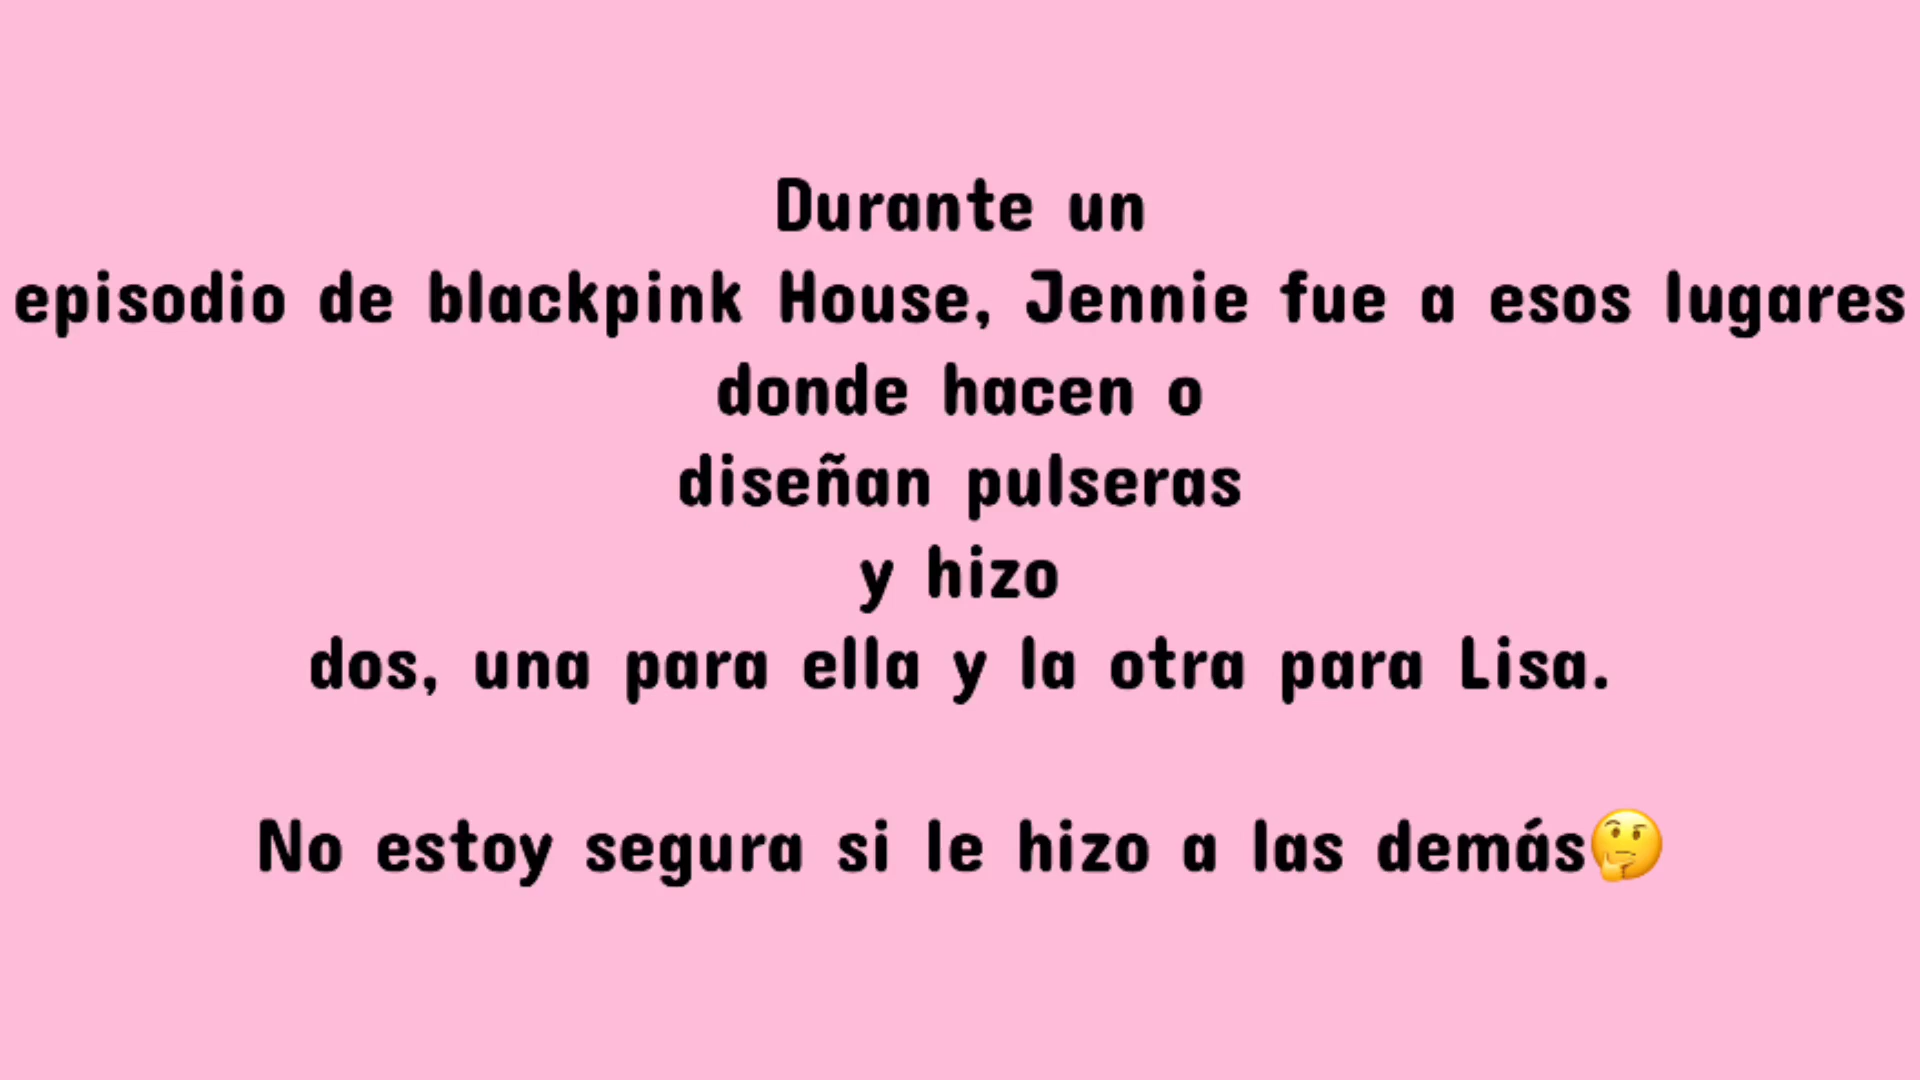 Durante un
episodio de blackpink House, Jennie fue a esos lugares
donde hacen o
diseñan pulseras
y hizo
dos, una para ella y la otra para Lisa.
No estoy segura si le hizo a las demás🤔